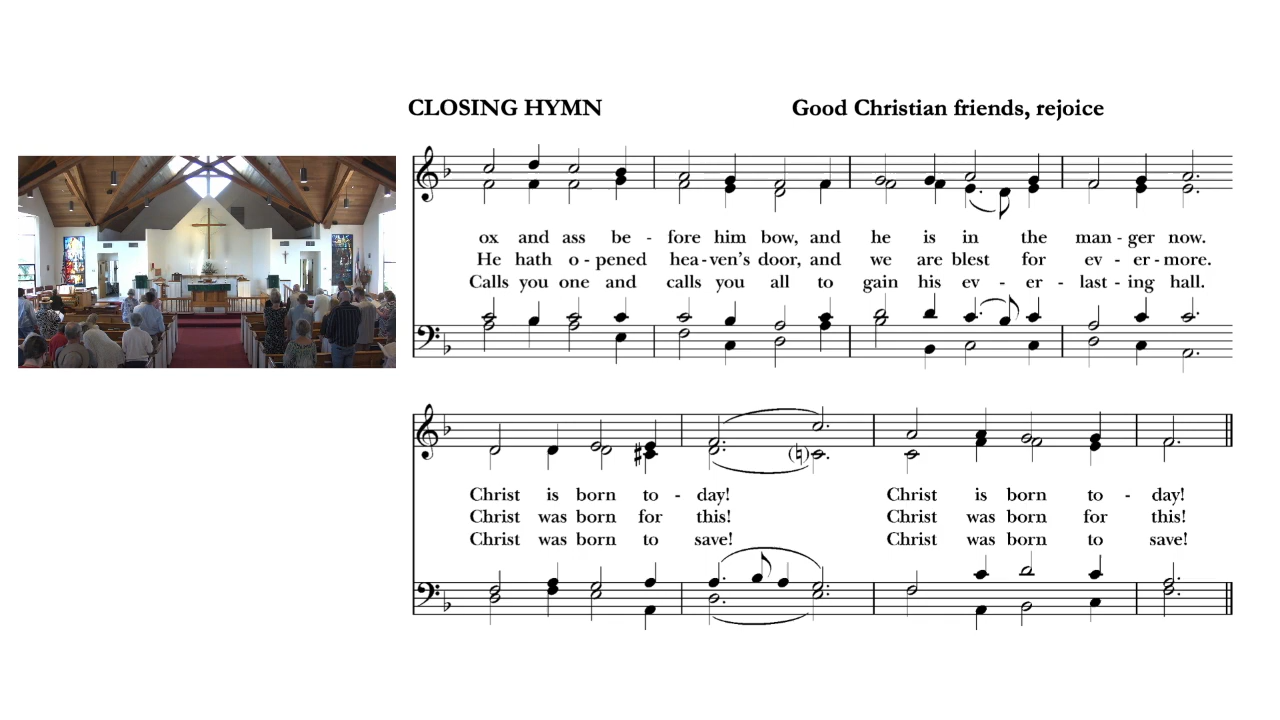 CLOSING HYMN Good Christian friends, rejoice
ox and ass be - fore him bow, and he is in the man - ger now.
He hath o - pened hea - ven's door, and we are blest for ev - er - more.
Calls you one and calls you all to gain his ev - er - last - ing hall.
Christ is born to - day! Christ is born to - day!
Christ was born for this! Christ was born for this!
Christ was born to save! Christ was born to save!